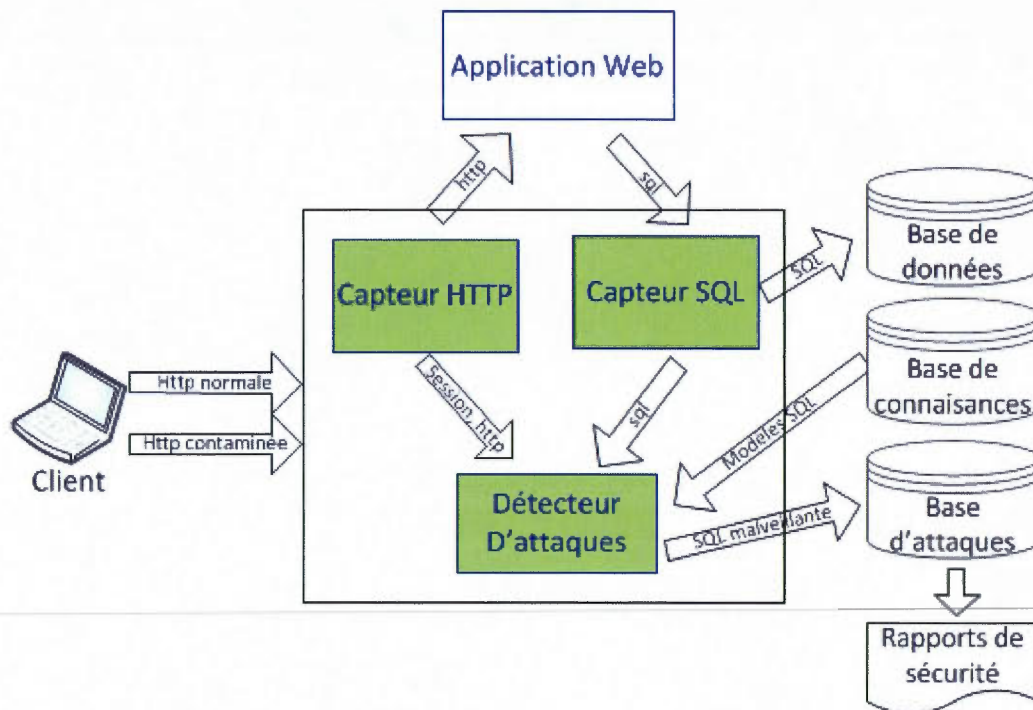 Application Web
http
sql
Capteur HTTP
Capteur SQL
SQL
Base de
données
Http normale
Http contaminée
Client
Session, http
sql
Modeles SQL
Base de
connaisances
Détecteur
D'attaques
SQL malveillante
Base
d'attaques
Rapports de
sécurité